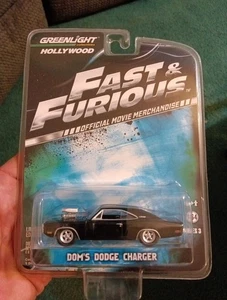 GREENLIGHT
HOLLYWOOD
FAST &
FURIOUS
OFFICIAL MOVIE MERCHANDISE
DOM'S DODGE CHARGER